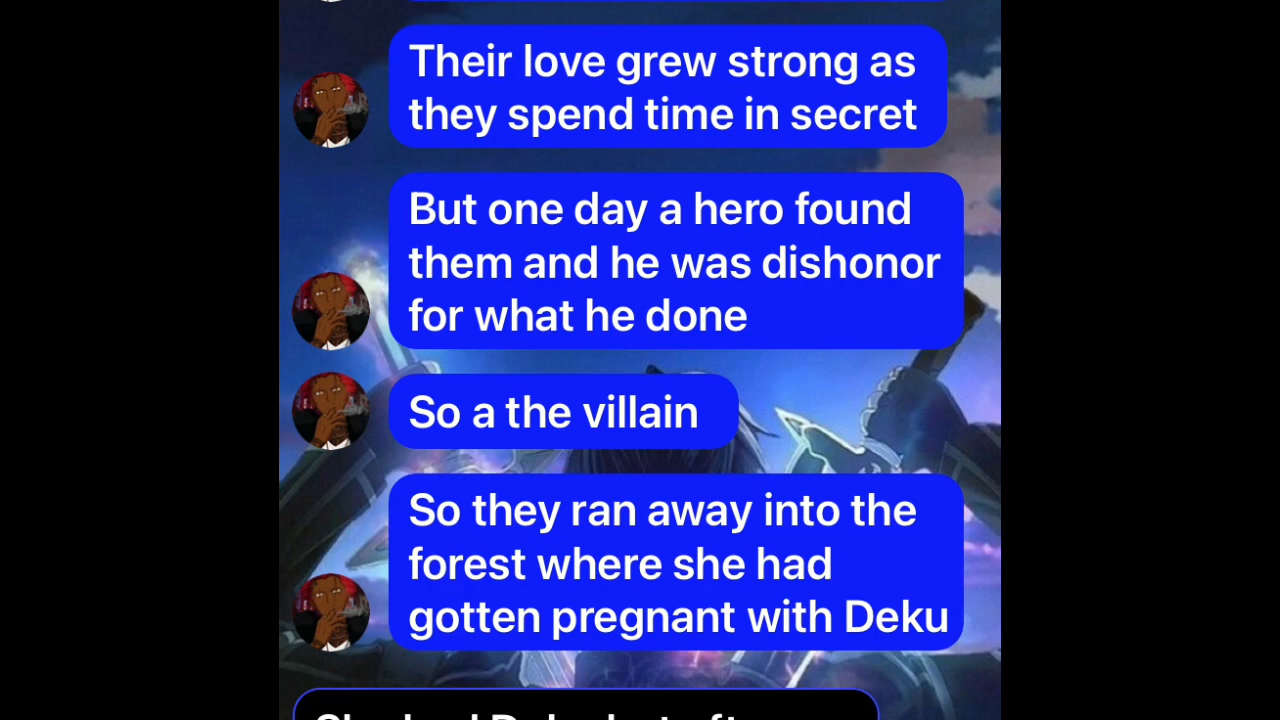 Their love grew strong as
they spend time in secret
But one day a hero found
them and he was dishonor
for what he done
So a the villain
So they ran away into the
forest where she had
gotten pregnant with Deku